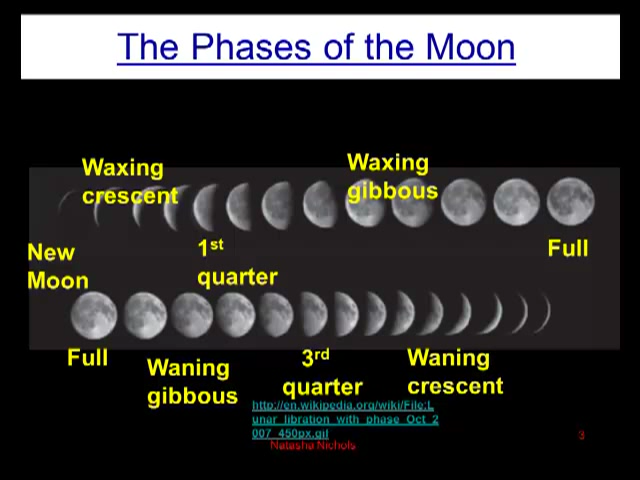 The Phases of the Moon
Waxing
crescent
Waxing
gibbous
New
Moon
1st
quarter
Full
Full
Waning
gibbous
3rd
quarter
Waning
crescent
http://en.wikipedia.org/wiki/File:L
unar_libration_with_phase_Oct_2
007_450px.gif
Natasha Nichols
3